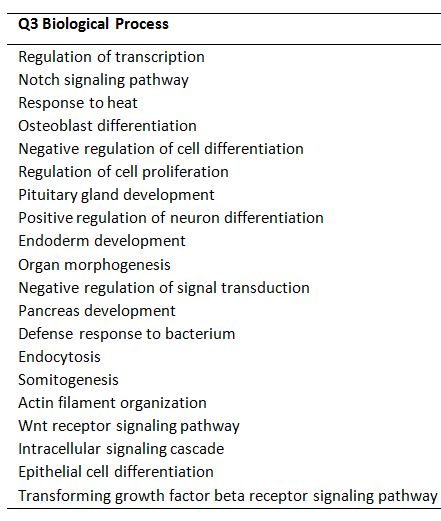 Q3 Biological Process
Regulation of transcription
Notch signaling pathway
Response to heat
Osteoblast differentiation
Negative regulation of cell differentiation
Regulation of cell proliferation
Pituitary gland development
Positive regulation of neuron differentiation
Endoderm development
Organ morphogenesis
Negative regulation of signal transduction
Pancreas development
Defense response to bacterium
Endocytosis
Somitogenesis
Actin filament organization
Wnt receptor signaling pathway
Intracellular signaling cascade
Epithelial cell differentiation
Transforming growth factor beta receptor signaling pathway